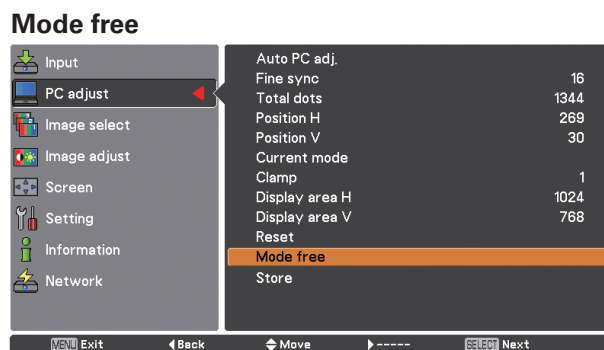 Mode free
Input
PC adjust
Image select
Image adjust
Screen
Setting
Information
Network
Auto PC adj.
Fine sync 16
Total dots 1344
Position H 269
Position V 30
Current mode
Clamp 1
Display area H 1024
Display area V 768
Reset
Mode free
Store
MENU Exit Back Move ----- SELECT Next